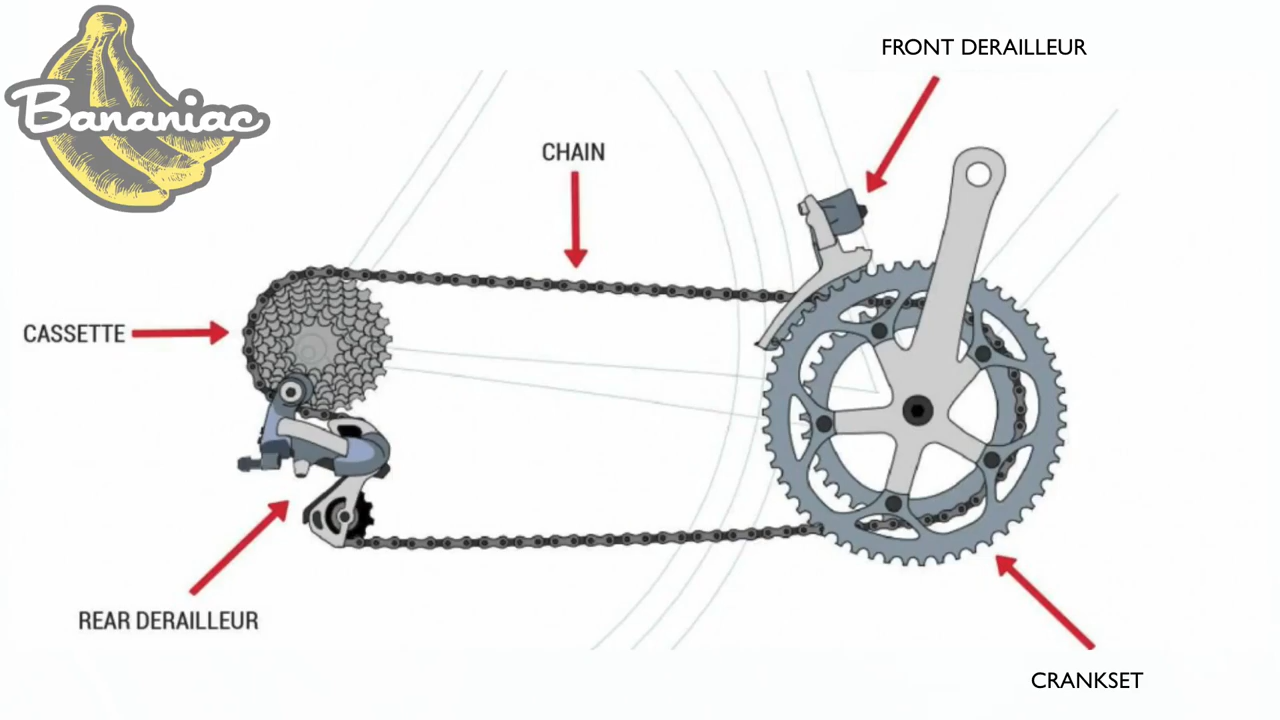 Bananiac
FRONT DERAILLEUR
CHAIN
CASSETTE
REAR DERAILLEUR
CRANKSET